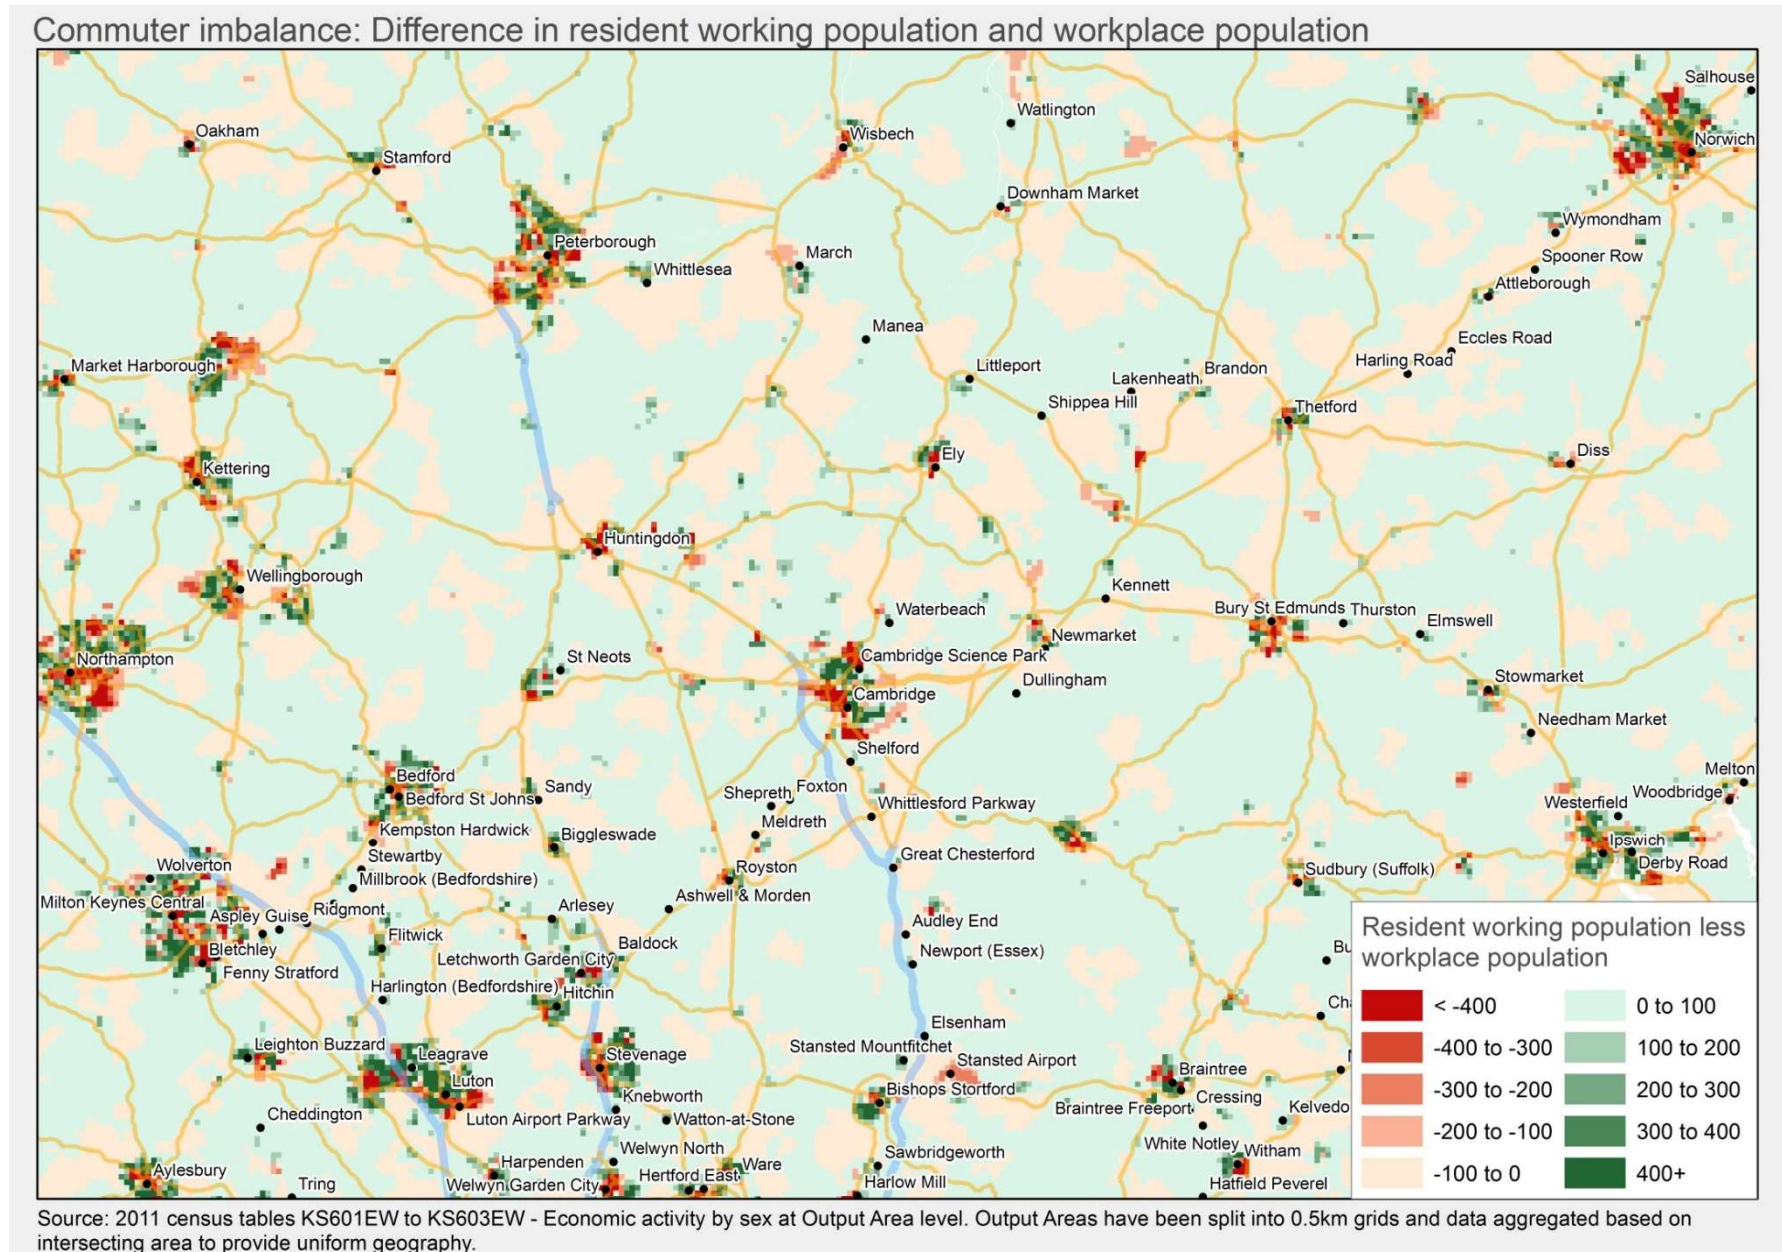 Commuter imbalance: Difference in resident working population and workplace population
Salhouse
Watlington
Oakham
Wisbech
Norwich
Stamford
Downham Market
Wymondham
Peterborough
March
Spooner Row
Whittlesea
Attleborough
Manea
Eccles Road
Market Harborough
Littleport
Harling Road
Lakenheath
Brandon
Shippea Hill
Thetford
Ely
Diss
Kettering
Huntingdon
Wellingborough
Kennett
Waterbeach
Bury St Edmunds
Thurston
Elmswell
Newmarket
Northampton
St Neots
Cambridge Science Park
Dullingham
Stowmarket
Cambridge
Needham Market
Shelford
Melton
Bedford
Sandy
Foxton
Shepreth
Woodbridge
Bedford St Johns
Whittlesford Parkway
Westerfield
Meldreth
Kempston Hardwick
Biggleswade
Ipswich
Stewartby
Great Chesterford
Derby Road
Wolverton
Royston
Sudbury (Suffolk)
Millbrook (Bedfordshire)
Ashwell & Morden
Milton Keynes Central
Ridgmont
Arlesey
Aspley Guise
Audley End
Flitwick
Baldock
Bletchley
Letchworth Garden City
Newport (Essex)
Bu
Fenny Stratford
Harlington (Bedfordshire)
Hitchin
Cha
Elsenham
Leighton Buzzard
Stansted Mountfitchet
Leagrave
Stevenage
Stansted Airport
Braintree
Luton
Bishops Stortford
Knebworth
Cressing
Cheddington
Luton Airport Parkway
Watton-at-Stone
Braintree Freeport
Kelvedo
Welwyn North
White Notley
Witham
Sawbridgeworth
Harpenden
Ware
Aylesbury
Hertford East
Tring
Welwyn Garden City
Harlow Mill
Hatfield Peverel
Resident working population less
workplace population
< -400
0 to 100
-400 to -300
100 to 200
-300 to -200
200 to 300
-200 to -100
300 to 400
-100 to 0
400+
Source: 2011 census tables KS601EW to KS603EW - Economic activity by sex at Output Area level. Output Areas have been split into 0.5km grids and data aggregated based on
intersecting area to provide uniform geography.